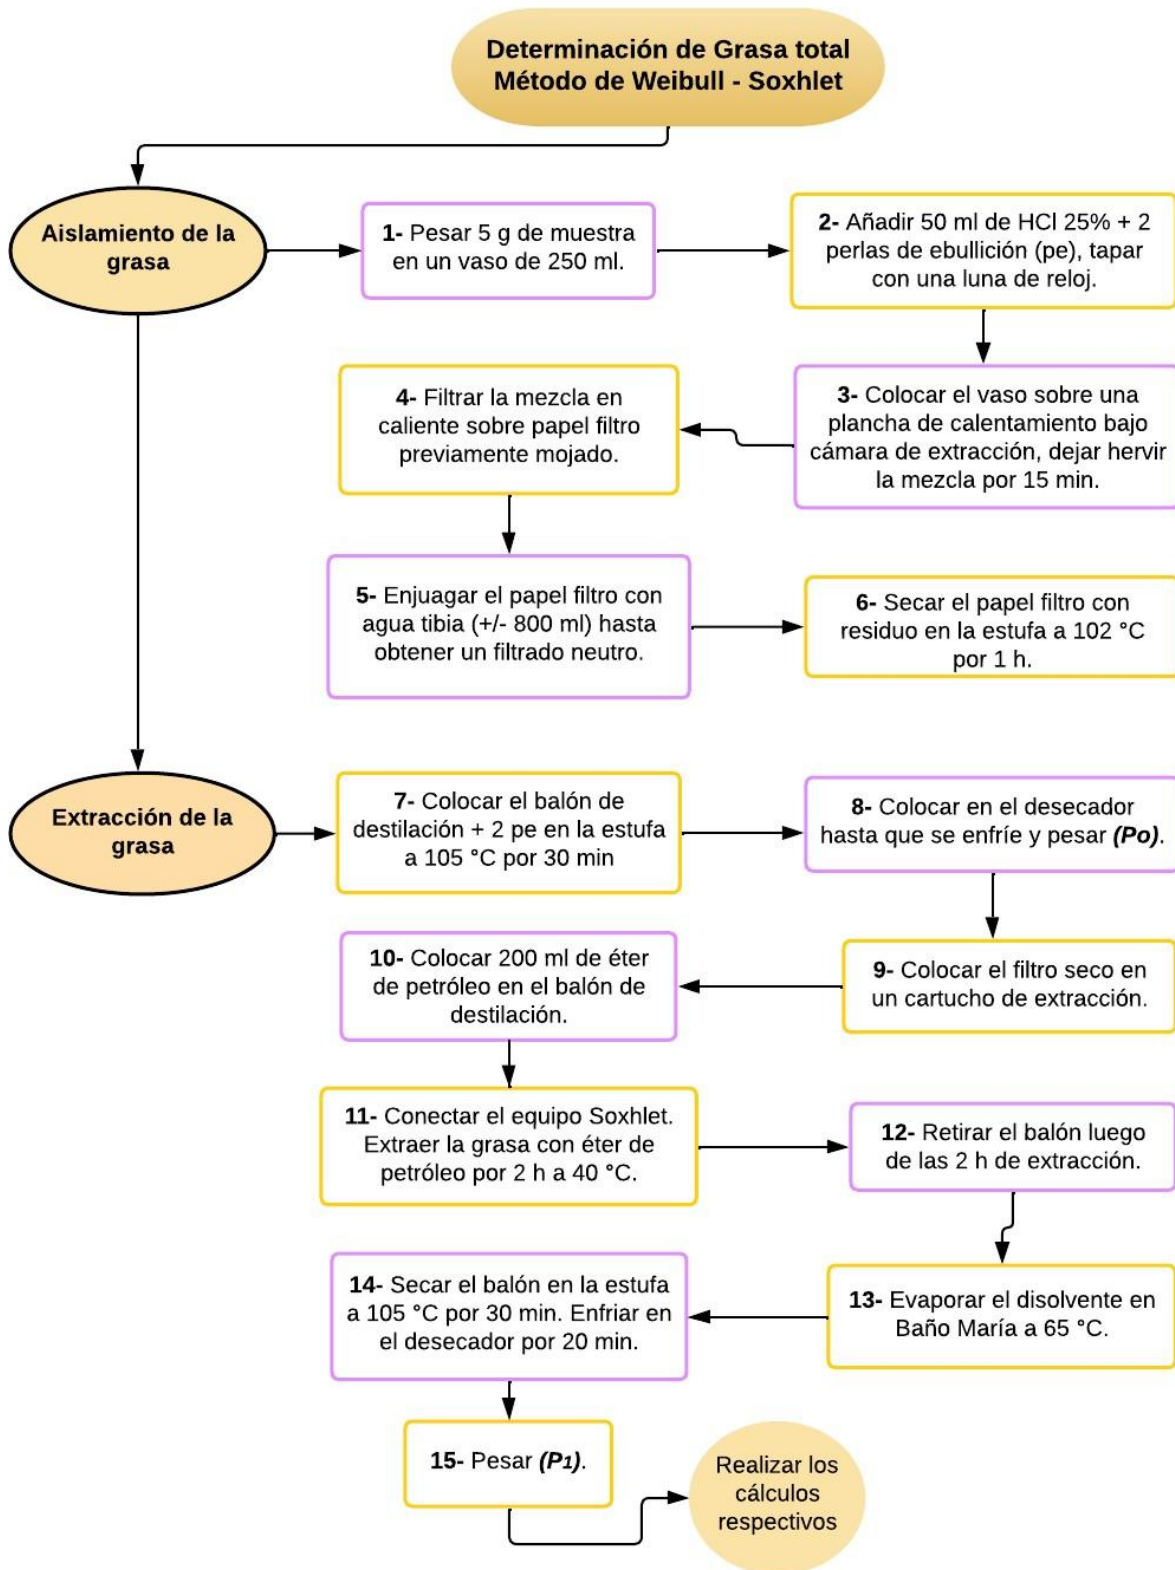 Determinación de Grasa total
Método de Weibull - Soxhlet
Aislamiento de la
grasa
1- Pesar 5 g de muestra
en un vaso de 250 ml.
2- Añadir 50 ml de HCl 25% + 2
perlas de ebullición (pe), tapar
con una luna de reloj.
3- Colocar el vaso sobre una
plancha de calentamiento bajo
cámara de extracción, dejar hervir
la mezcla por 15 min.
4- Filtrar la mezcla en
caliente sobre papel filtro
previamente mojado.
5- Enjuagar el papel filtro con
agua tibia (+/- 800 ml) hasta
obtener un filtrado neutro.
6- Secar el papel filtro con
residuo en la estufa a 102 °C
por 1 h.
Extracción de la
grasa
7- Colocar el balón de
destilación + 2 pe en la estufa
a 105 °C por 30 min
8- Colocar en el desecador
hasta que se enfríe y pesar (Po).
9- Colocar el filtro seco en
un cartucho de extracción.
10- Colocar 200 ml de éter
de petróleo en el balón de
destilación.
11- Conectar el equipo Soxhlet.
Extraer la grasa con éter de
petróleo por 2 h a 40 °C.
12- Retirar el balón luego
de las 2 h de extracción.
13- Evaporar el disolvente en
Baño María a 65 °C.
14- Secar el balón en la estufa
a 105 °C por 30 min. Enfriar en
el desecador por 20 min.
15- Pesar (P1).
Realizar los
cálculos
respectivos